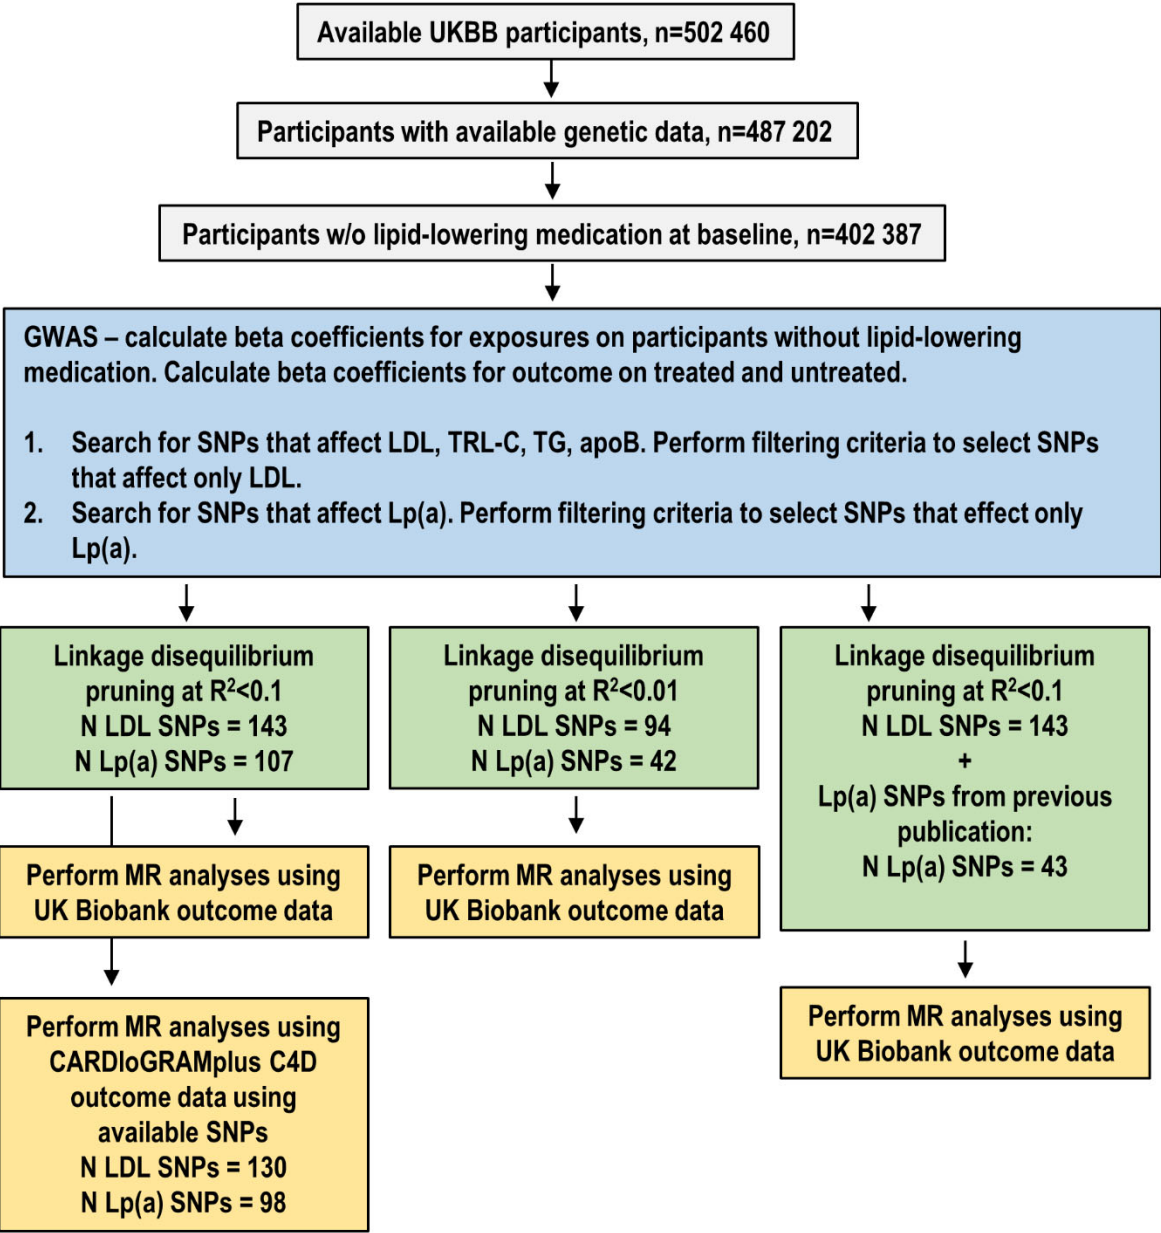 Available UKBB participants, n=502 460
Participants with available genetic data, n=487 202
Participants w/o lipid-lowering medication at baseline, n=402 387
GWAS – calculate beta coefficients for exposures on participants without lipid-lowering
medication. Calculate beta coefficients for outcome on treated and untreated.
1. Search for SNPs that affect LDL, TRL-C, TG, apoB. Perform filtering criteria to select SNPs
that affect only LDL.
2. Search for SNPs that affect Lp(a). Perform filtering criteria to select SNPs that effect only
Lp(a).
Linkage disequilibrium
pruning at R²<0.1
N LDL SNPs = 143
N Lp(a) SNPs = 107
Linkage disequilibrium
pruning at R²<0.01
N LDL SNPs = 94
N Lp(a) SNPs = 42
Linkage disequilibrium
pruning at R²<0.1
N LDL SNPs = 143
+
Lp(a) SNPs from previous
publication:
N Lp(a) SNPs = 43
Perform MR analyses using
UK Biobank outcome data
Perform MR analyses using
UK Biobank outcome data
Perform MR analyses using
UK Biobank outcome data
Perform MR analyses using
CARDIoGRAMplus C4D
outcome data using
available SNPs
N LDL SNPs = 130
N Lp(a) SNPs = 98